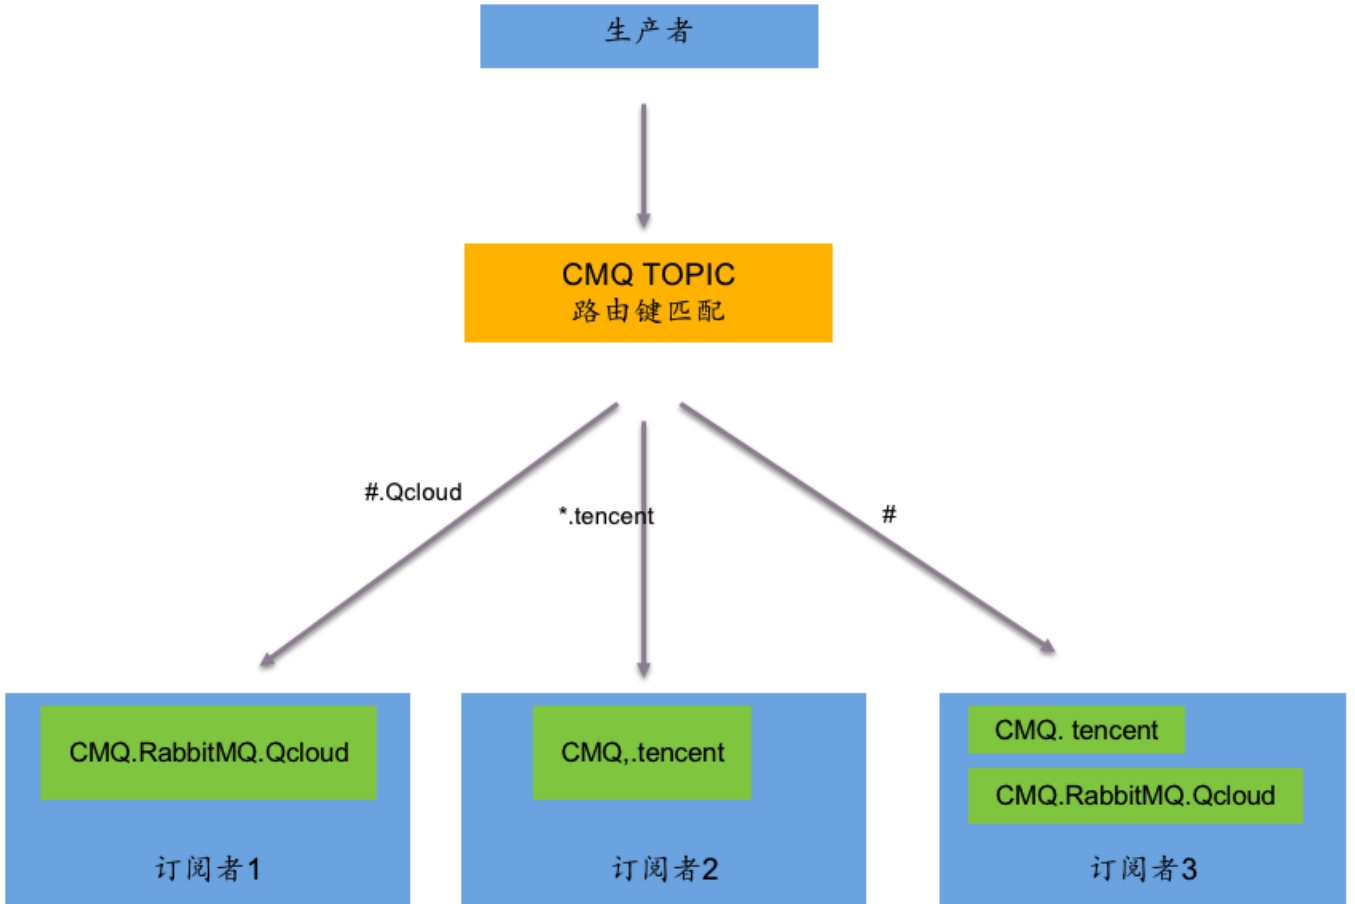 生产者
CMQ TOPIC
路由键匹配
#.Qcloud
*.tencent
#
CMQ.RabbitMQ.Qcloud
CMQ,.tencent
CMQ. tencent
CMQ.RabbitMQ.Qcloud
订阅者1
订阅者2
订阅者3